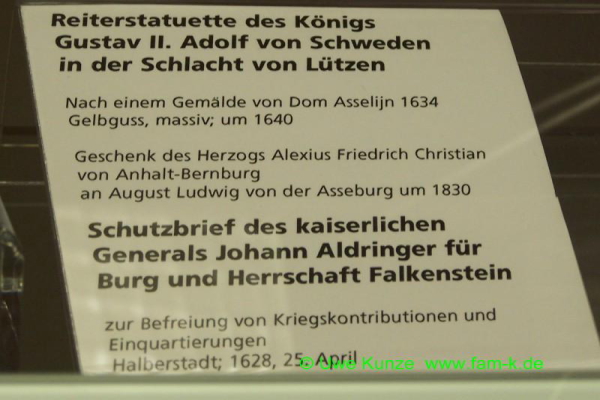 Reiterstatuette des Königs
Gustav II. Adolf von Schweden
in der Schlacht von Lützen
Nach einem Gemälde von Dom Asselijn 1634
Gelbguss, massiv; um 1640
Geschenk des Herzogs Alexius Friedrich Christian
von Anhalt-Bernburg
an August Ludwig von der Asseburg um 1830
Schutzbrief des kaiserlichen
Generals Johann Aldringer für
Burg und Herrschaft Falkenstein
zur Befreiung von Kriegskontributionen und
Einquartierungen
Halberstadt; 1628, 25. April
© Uwe Kunze www.fam-k.de